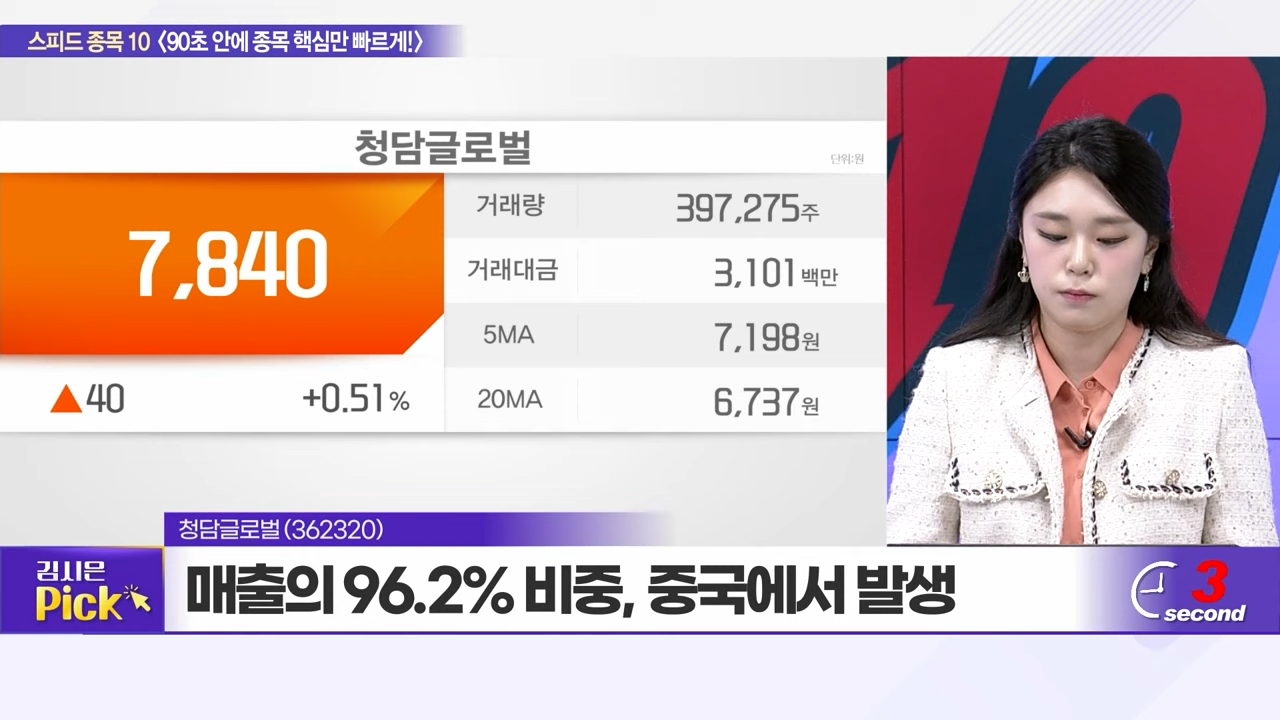 스피드 종목 10 〈90초 안에 종목 핵심만 빠르게!〉
청담글로벌
단위:원
7,840
▲40 +0.51%
거래량 397,275주
거래대금 3,101백만
5MA 7,198원
20MA 6,737원
청담글로벌(362320)
김시은
Pick
매출의 96.2% 비중, 중국에서 발생
3
second